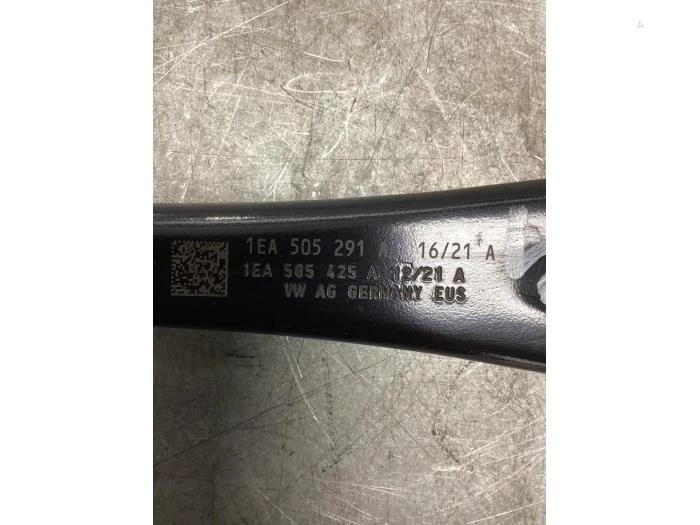 1EA 505 291 A 16/21 A
1EA 505 425 A 12/21 A
VW AG GERMANY EUS